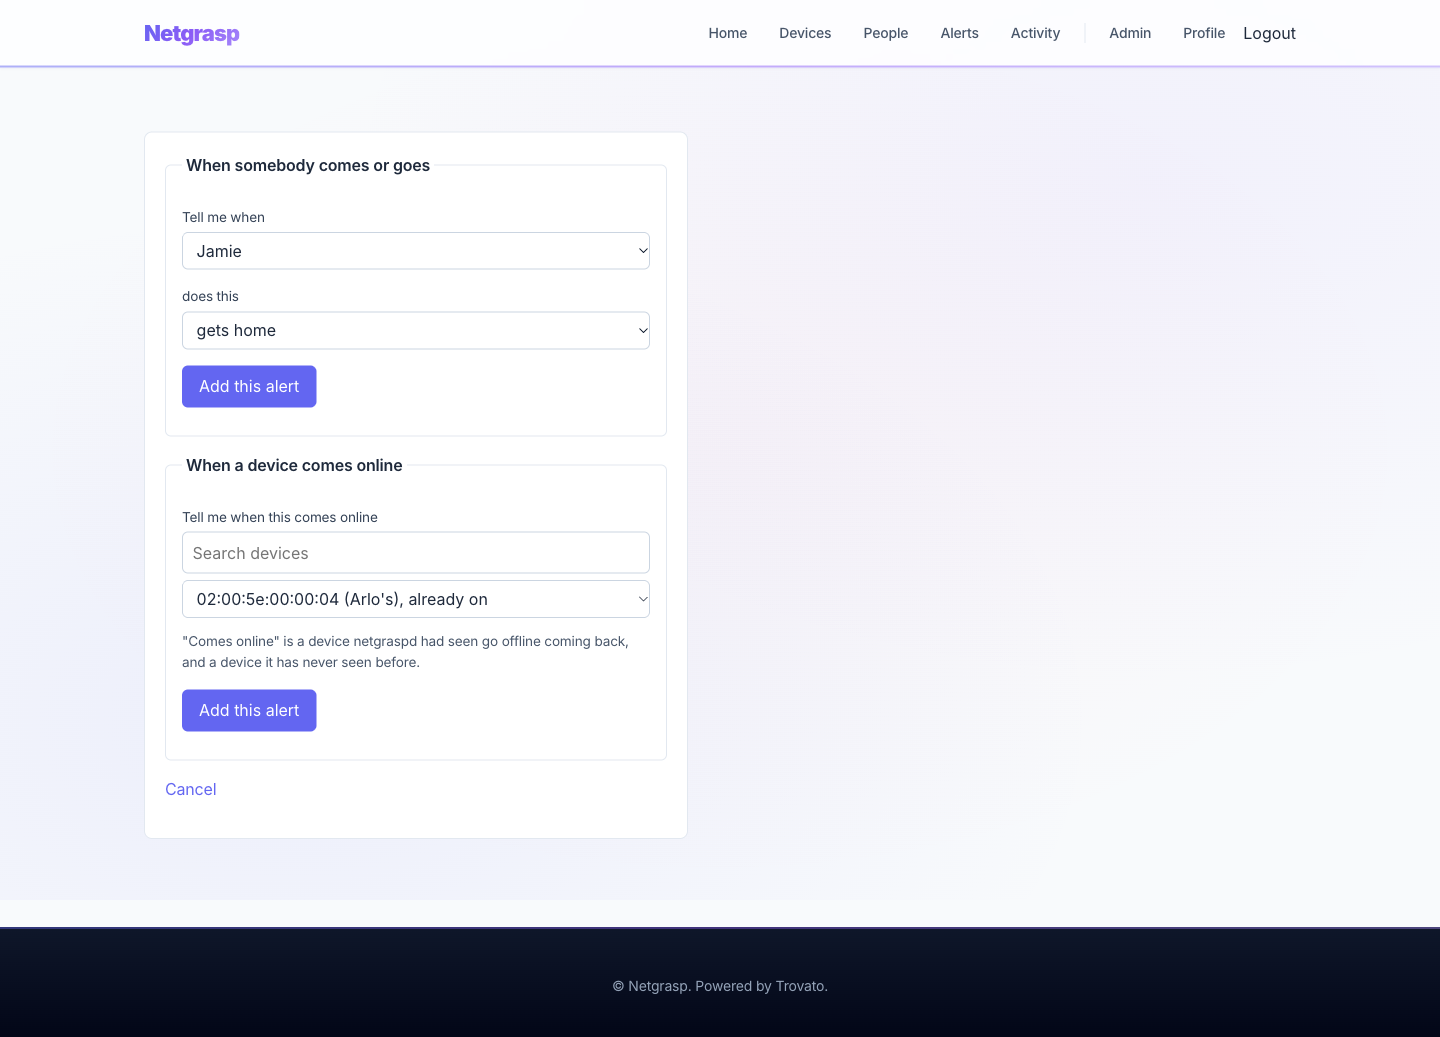 Netgrasp
Home Devices People Alerts Activity Admin Profile Logout
When somebody comes or goes
Tell me when
Jamie
does this
gets home
Add this alert
When a device comes online
Tell me when this comes online
Search devices
02:00:5e:00:00:04 (Arlo's), already on
"Comes online" is a device netgraspd had seen go offline coming back,
and a device it has never seen before.
Add this alert
Cancel
© Netgrasp. Powered by Trovato.